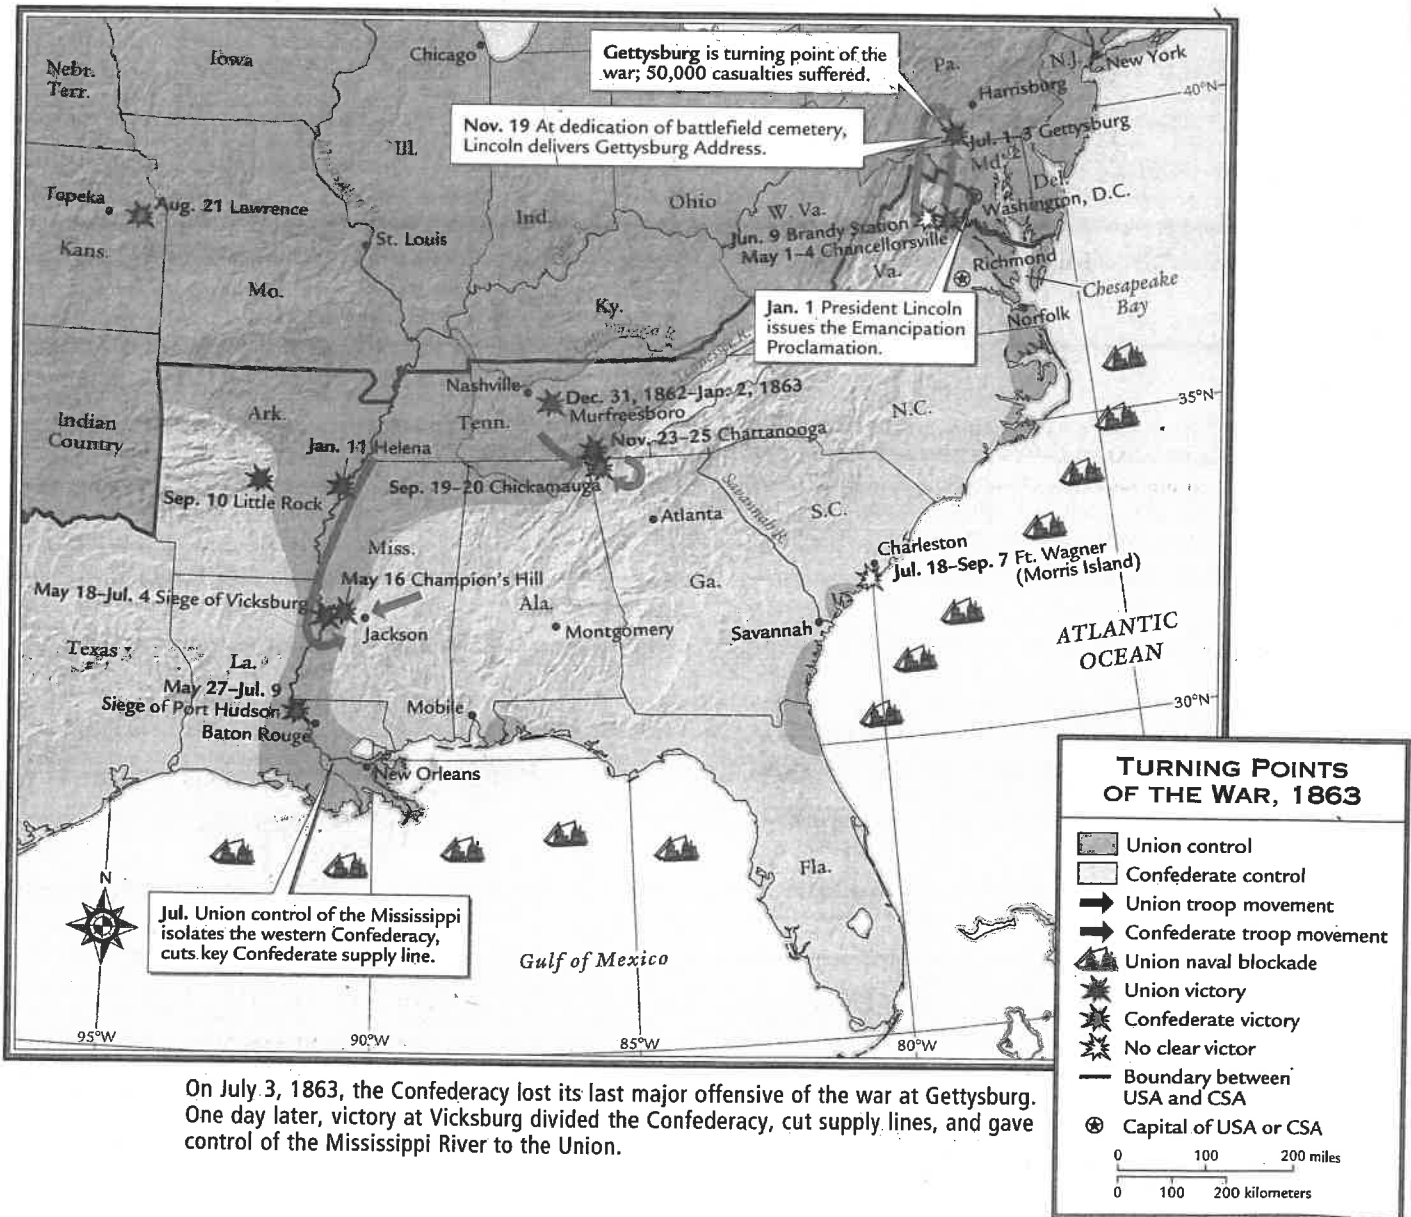 Chicago
Iowa
Nebr.
Terr.
Gettysburg is turning point of the
war; 50,000 casualties suffered.
Pa.
N.J.
New York
40°N
Harrisburg
Nov. 19 At dedication of battlefield cemetery,
Lincoln delivers Gettysburg Address.
Jul. 1–3 Gettysburg
Md.
Del.
Ill.
Topeka
Aug. 21 Lawrence
Kans.
Ind.
Ohio
W. Va.
Washington, D.C.
St. Louis
Jun. 9 Brandy Station
May 1–4 Chancellorsville
Va.
Richmond
Chesapeake
Bay
Mo.
Ky.
Jan. 1 President Lincoln
issues the Emancipation
Proclamation.
Norfolk
Nashville
Dec. 31, 1862–Jan. 2, 1863
Murfreesboro
Tenn.
N.C.
35°N
Ark.
Indian
Country
Jan. 11 Helena
Nov. 23–25 Chattanooga
Sep. 19–20 Chickamauga
Sep. 10 Little Rock
Savannah R.
Atlanta
S.C.
Charleston
Jul. 18–Sep. 7 Ft. Wagner
(Morris Island)
Miss.
May 16 Champion's Hill
Ala.
Ga.
May 18–Jul. 4 Siege of Vicksburg
Jackson
Montgomery
Savannah
ATLANTIC
OCEAN
Texas
La.
May 27–Jul. 9
Siege of Port Hudson
Baton Rouge
Mobile
30°N
New Orleans
Fla.
N
Jul. Union control of the Mississippi
isolates the western Confederacy,
cuts key Confederate supply line.
Gulf of Mexico
95°W
90°W
85°W
80°W
TURNING POINTS
OF THE WAR, 1863
Union control
Confederate control
Union troop movement
Confederate troop movement
Union naval blockade
Union victory
Confederate victory
No clear victor
Boundary between
USA and CSA
Capital of USA or CSA
0 100 200 miles
0 100 200 kilometers
On July 3, 1863, the Confederacy lost its last major offensive of the war at Gettysburg.
One day later, victory at Vicksburg divided the Confederacy, cut supply lines, and gave
control of the Mississippi River to the Union.